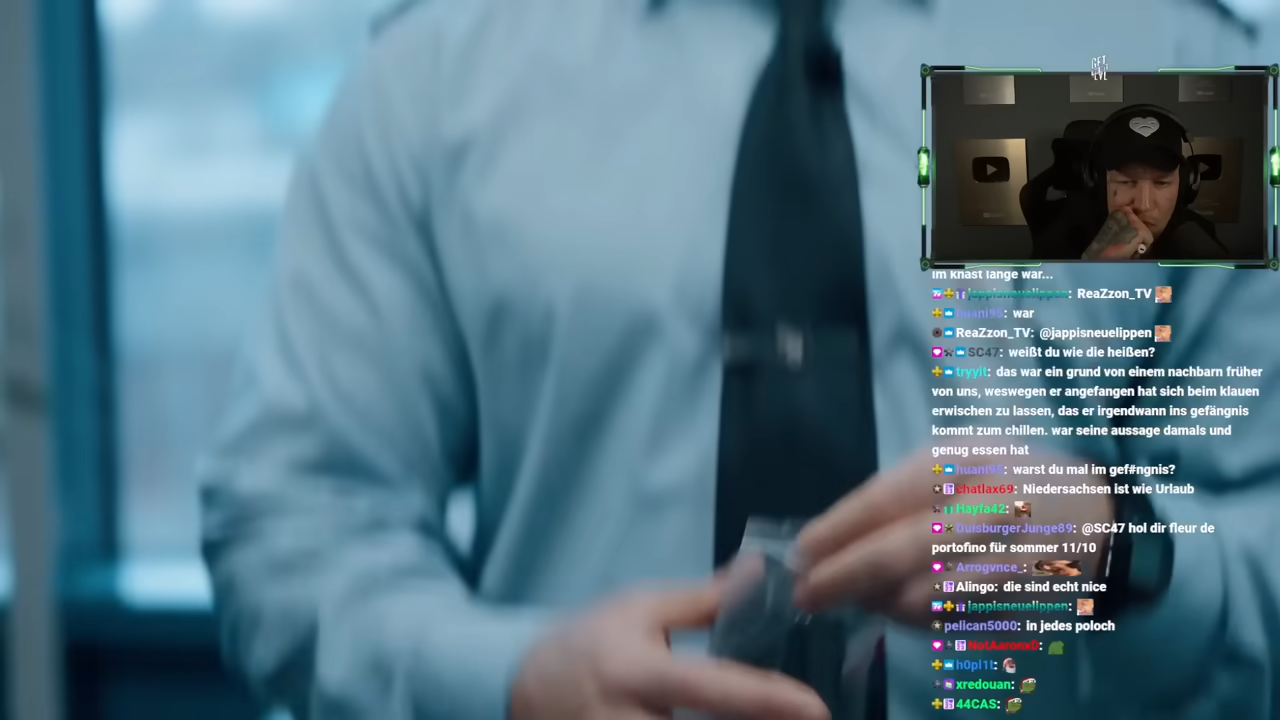 im knast lange war...
jappisneuelippen: ReaZzon_TV
huani95: war
ReaZzon_TV: @jappisneuelippen
SC47: weißt du wie die heißen?
tryyit: das war ein grund von einem nachbarn früher
von uns, weswegen er angefangen hat sich beim klauen
erwischen zu lassen, das er irgendwann ins gefängnis
kommt zum chillen. war seine aussage damals und
genug essen hat
huani95: warst du mal im gef#ngnis?
chatlax69: Niedersachsen ist wie Urlaub
Hayfa42:
DuisburgerJunge89: @SC47 hol dir fleur de
portofino für sommer 11/10
Arrogvnce_:
Alingo: die sind echt nice
jappisneuelippen:
pelican5000: in jedes poloch
NotAaronxD:
h0pl1t:
xredouan:
44CAS: